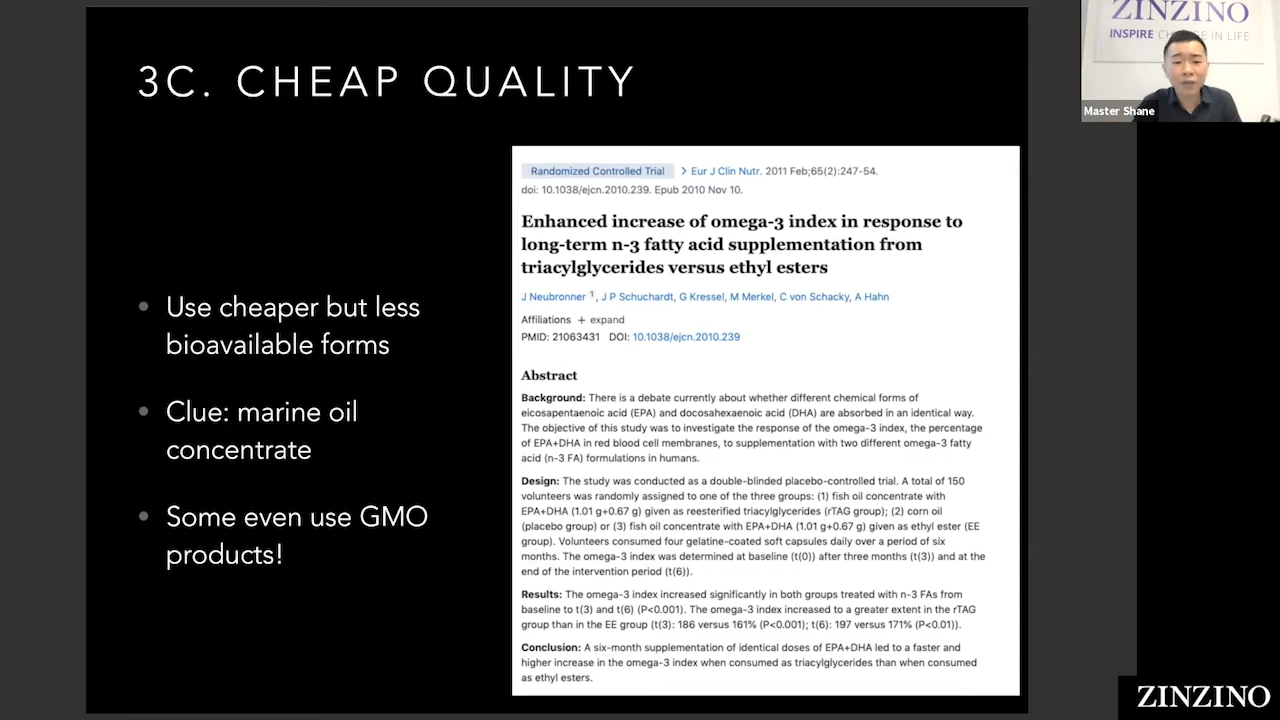 3C. CHEAP QUALITY
Use cheaper but less
bioavailable forms
Clue: marine oil
concentrate
Some even use GMO
products!
Randomized Controlled Trial > Eur J Clin Nutr. 2011 Feb;65(2):247-54.
doi: 10.1038/ejcn.2010.239. Epub 2010 Nov 10.
Enhanced increase of omega-3 index in response to
long-term n-3 fatty acid supplementation from
triacylglycerides versus ethyl esters
J Neubronner 1, J P Schuchardt, G Kressel, M Merkel, C von Schacky, A Hahn
Affiliations + expand
PMID: 21063431 DOI: 10.1038/ejcn.2010.239
Abstract
Background: There is a debate currently about whether different chemical forms of
eicosapentaenoic acid (EPA) and docosahexaenoic acid (DHA) are absorbed in an identical way.
The objective of this study was to investigate the response of the omega-3 index, the percentage
of EPA+DHA in red blood cell membranes, to supplementation with two different omega-3 fatty
acid (n-3 FA) formulations in humans.
Design: The study was conducted as a double-blinded placebo-controlled trial. A total of 150
volunteers was randomly assigned to one of the three groups: (1) fish oil concentrate with
EPA+DHA (1.01 g+0.67 g) given as reesterified triacylglycerides (rTAG group); (2) corn oil
(placebo group) or (3) fish oil concentrate with EPA+DHA (1.01 g+0.67 g) given as ethyl ester (EE
group). Volunteers consumed four gelatine-coated soft capsules daily over a period of six
months. The omega-3 index was determined at baseline (t(0)) after three months (t(3)) and at the
end of the intervention period (t(6)).
Results: The omega-3 index increased significantly in both groups treated with n-3 FAs from
baseline to t(3) and t(6) (P<0.001). The omega-3 index increased to a greater extent in the rTAG
group than in the EE group (t(3): 186 versus 161% (P<0.001); t(6): 197 versus 171% (P<0.01)).
Conclusion: A six-month supplementation of identical doses of EPA+DHA led to a faster and
higher increase in the omega-3 index when consumed as triacylglycerides than when consumed
as ethyl esters.
ZINZINO
INSPIRE IN LIFE
Master Shane
ZINZINO